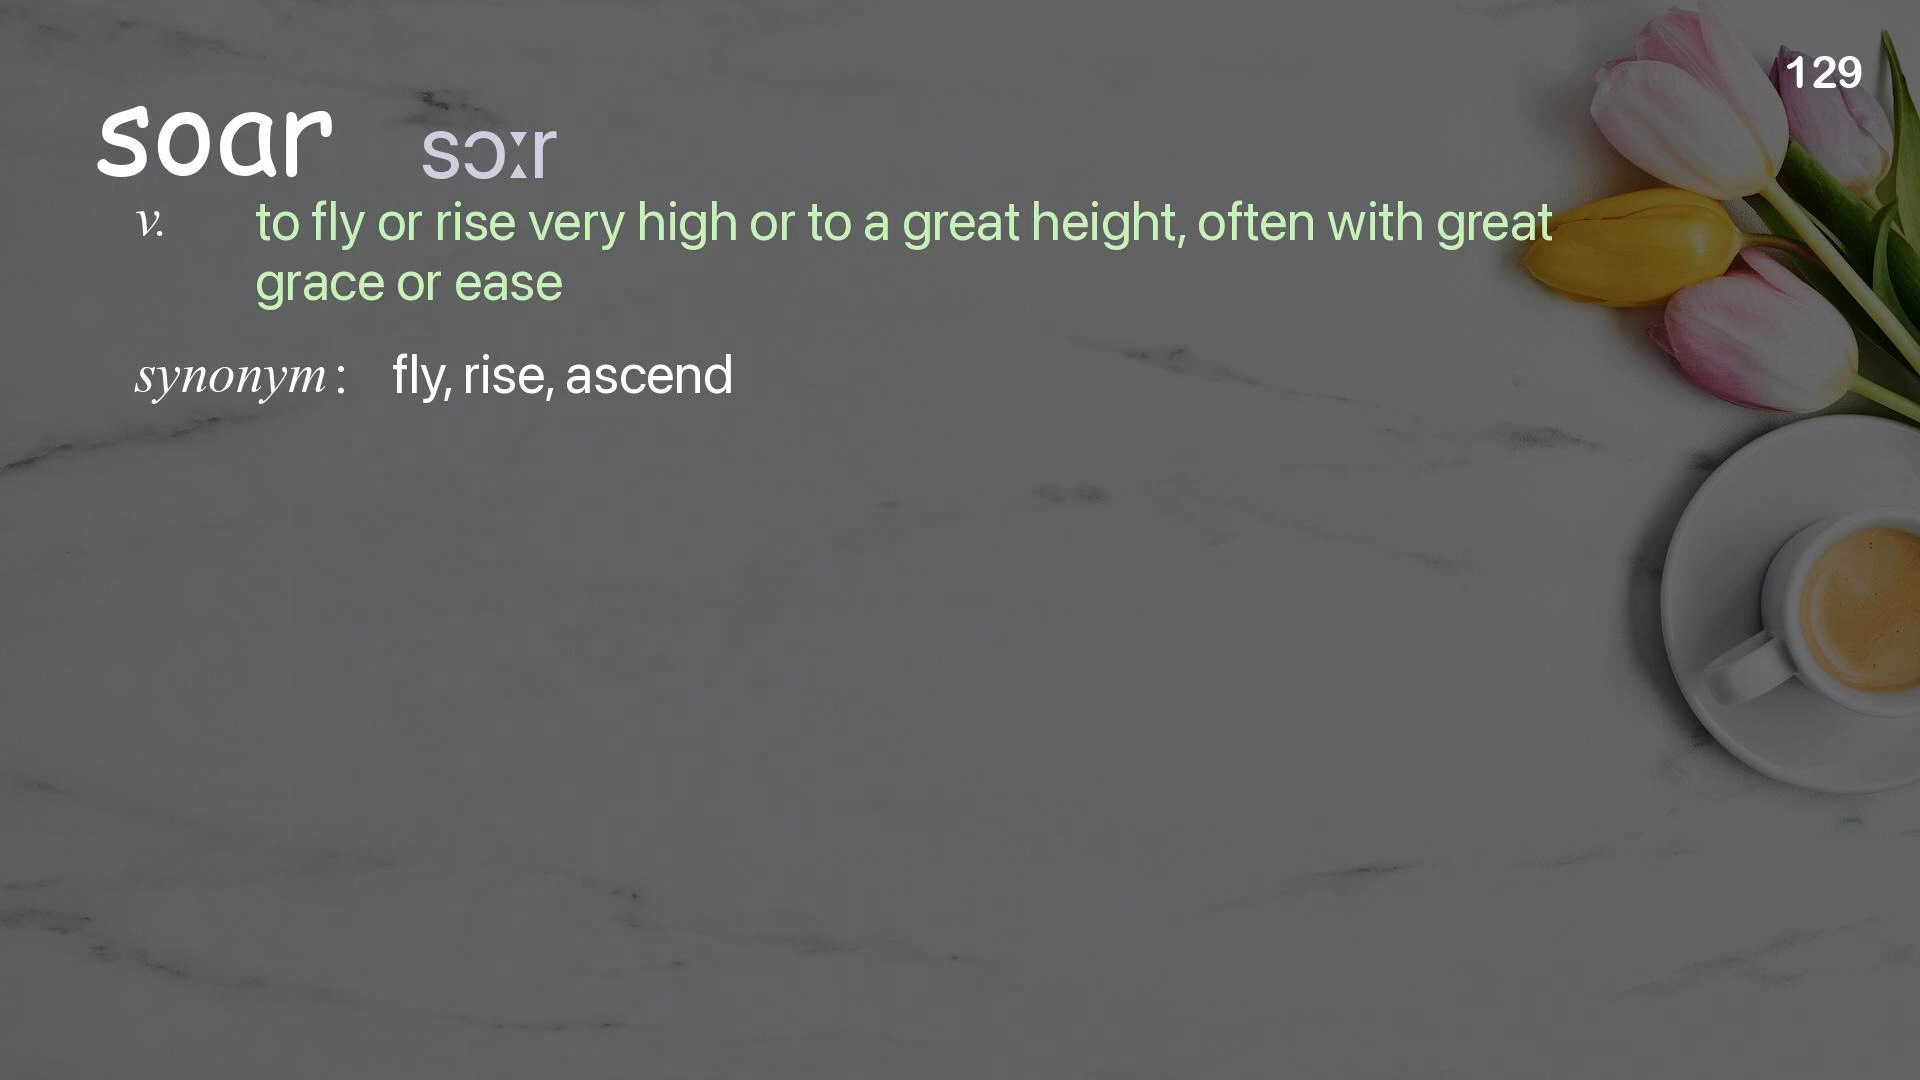 129
soar sɔːr
v. to fly or rise very high or to a great height, often with great
grace or ease
synonym : fly, rise, ascend